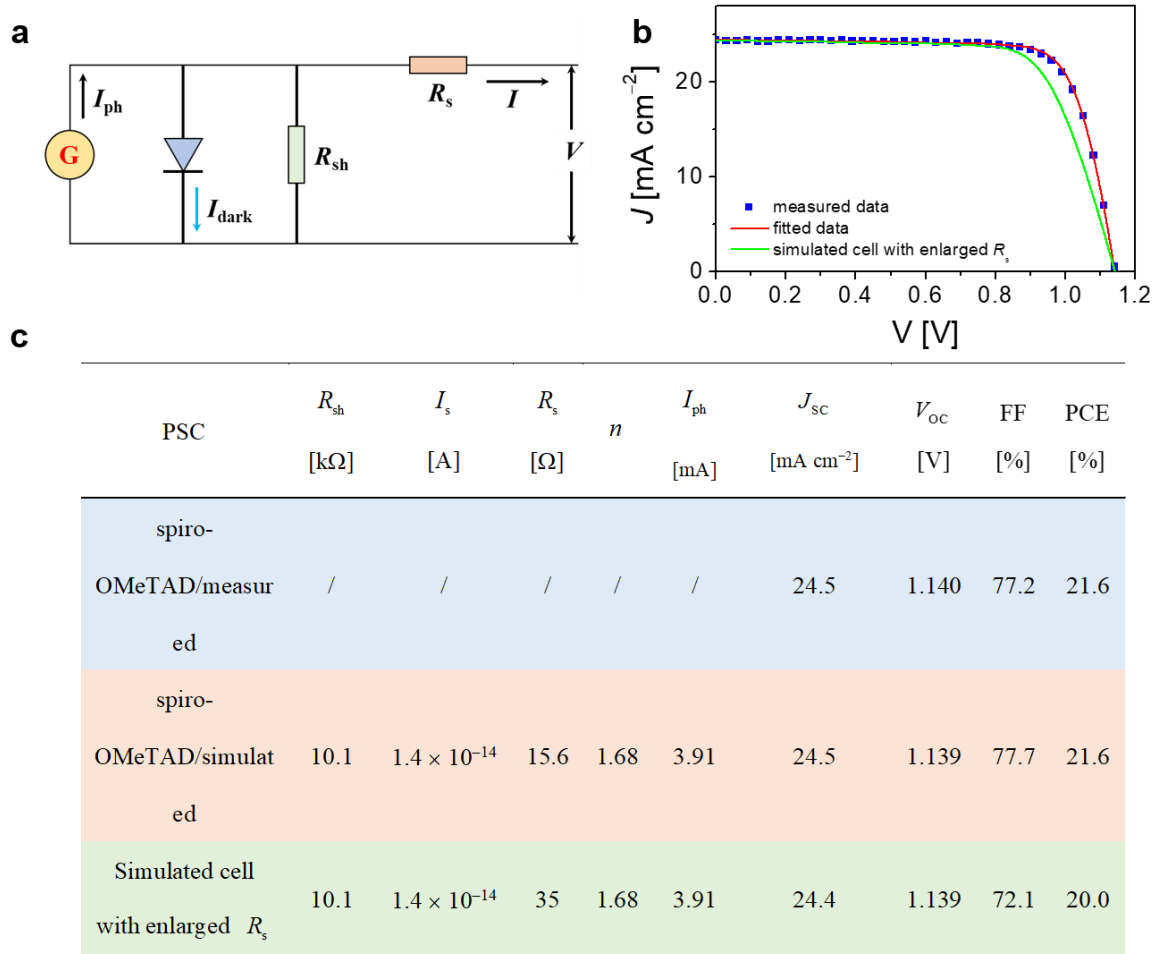 a
I_ph
G
I_dark
R_sh
R_s
I
V
b
J [mA cm⁻²]
20
10
0
measured data
fitted data
simulated cell with enlarged R_s
0.0 0.2 0.4 0.6 0.8 1.0 1.2
V [V]
c
PSC R_sh [kΩ] I_s [A] R_s [Ω] n I_ph [mA] J_SC [mA cm⁻²] V_OC [V] FF [%] PCE [%]
spiro-
OMeTAD/measur / / / / / 24.5 1.140 77.2 21.6
ed
spiro-
OMeTAD/simulat 10.1 1.4 × 10⁻¹⁴ 15.6 1.68 3.91 24.5 1.139 77.7 21.6
ed
Simulated cell
10.1 1.4 × 10⁻¹⁴ 35 1.68 3.91 24.4 1.139 72.1 20.0
with enlarged R_s